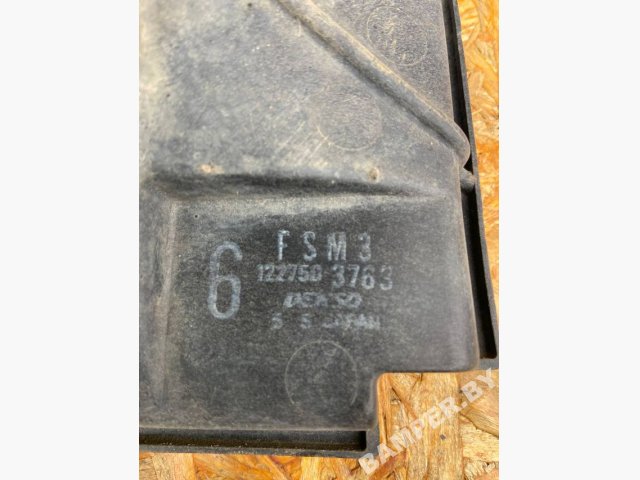 FSM3
6
122750 3763
DENSO
JAPAN
BAMPER.BY